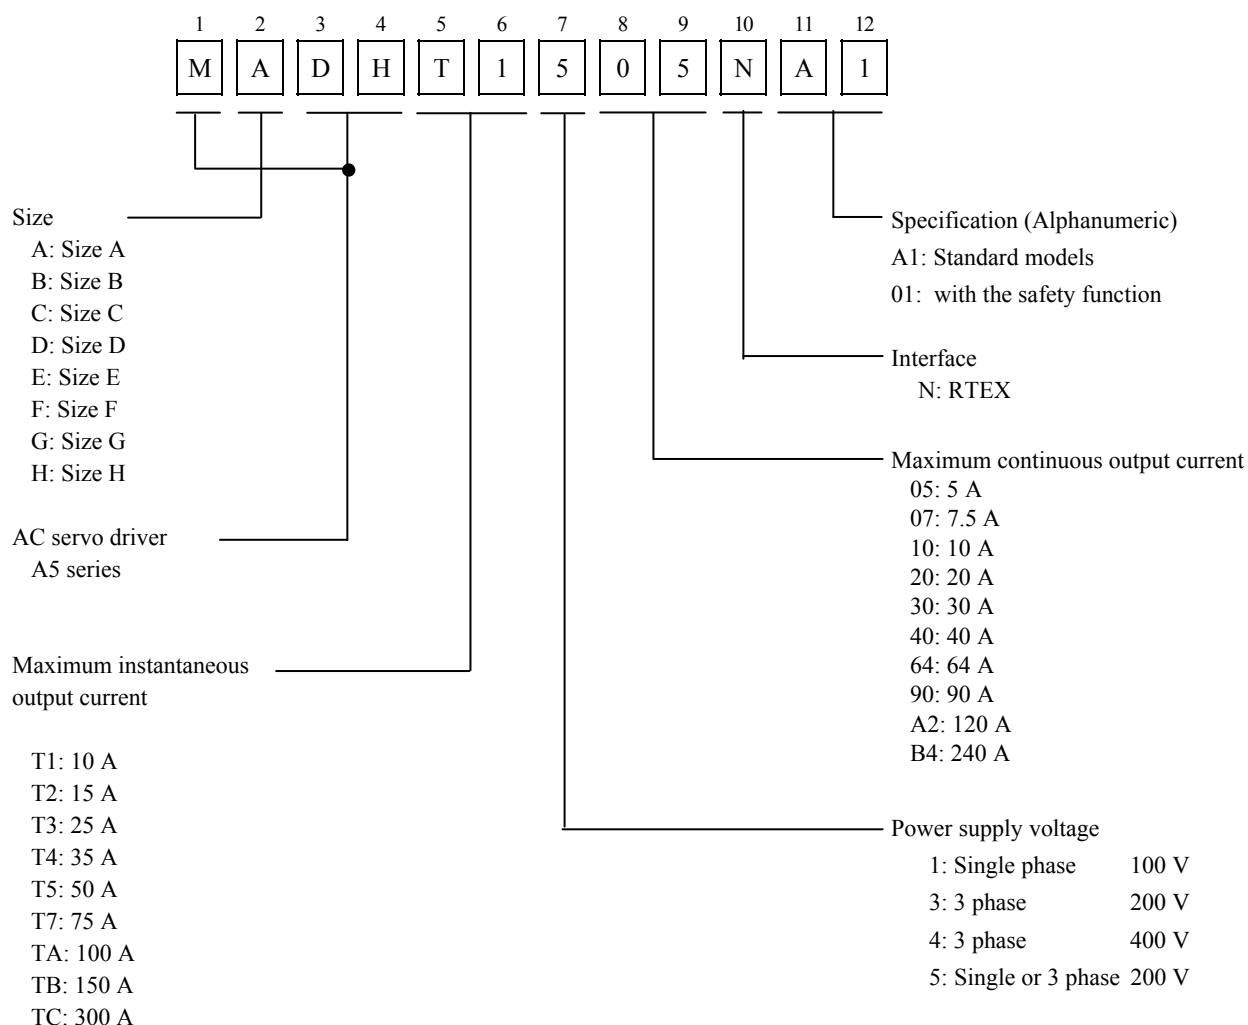 1 2 3 4 5 6 7 8 9 10 11 12
M A D H T 1 5 0 5 N A 1
Size
A: Size A
B: Size B
C: Size C
D: Size D
E: Size E
F: Size F
G: Size G
H: Size H
AC servo driver
A5 series
Maximum instantaneous
output current
T1: 10 A
T2: 15 A
T3: 25 A
T4: 35 A
T5: 50 A
T7: 75 A
TA: 100 A
TB: 150 A
TC: 300 A
Specification (Alphanumeric)
A1: Standard models
01: with the safety function
Interface
N: RTEX
Maximum continuous output current
05: 5 A
07: 7.5 A
10: 10 A
20: 20 A
30: 30 A
40: 40 A
64: 64 A
90: 90 A
A2: 120 A
B4: 240 A
Power supply voltage
1: Single phase 100 V
3: 3 phase 200 V
4: 3 phase 400 V
5: Single or 3 phase 200 V